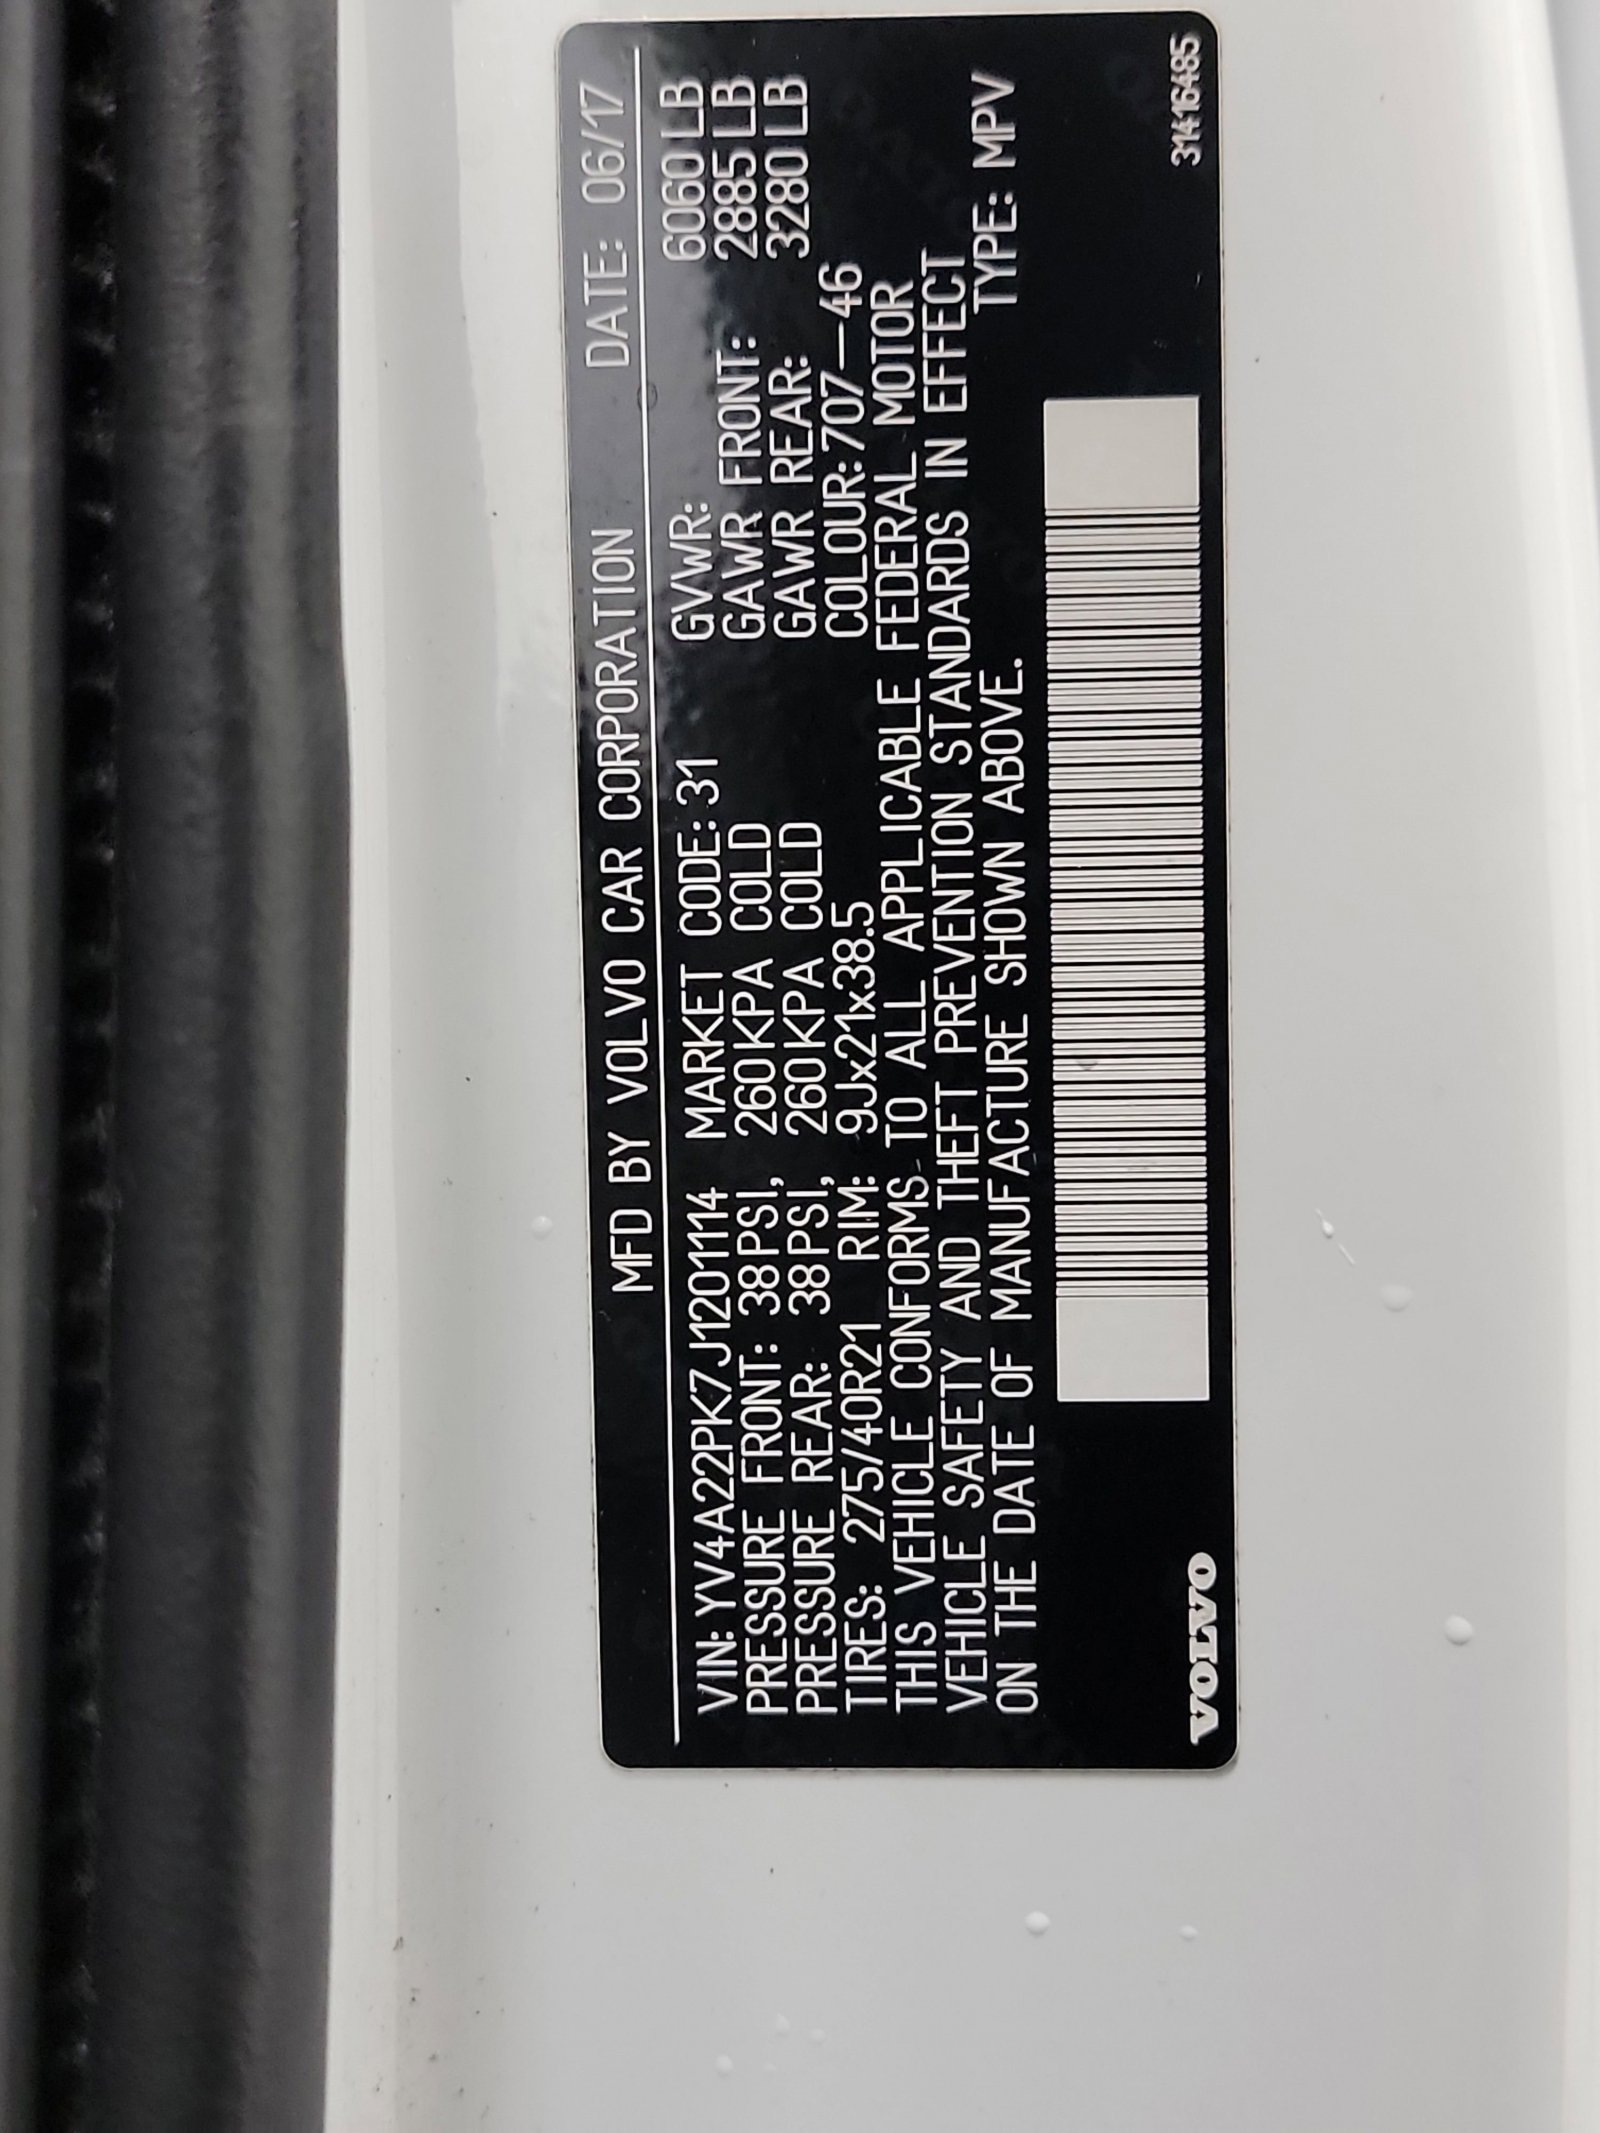 MFD BY VOLVO CAR CORPORATION DATE: 06/17
VIN: YV4A22PK7J1201114 MARKET CODE: 31 GVWR: 6060 LB
PRESSURE FRONT: 38 PSI, 260 KPA COLD GAWR FRONT: 2885 LB
PRESSURE REAR: 38 PSI, 260 KPA COLD GAWR REAR: 3280 LB
TIRES: 275/40R21 RIM: 9Jx21x38.5 COLOUR: 707-46
THIS VEHICLE CONFORMS TO ALL APPLICABLE FEDERAL MOTOR
VEHICLE SAFETY AND THEFT PREVENTION STANDARDS IN EFFECT
ON THE DATE OF MANUFACTURE SHOWN ABOVE. TYPE: MPV
VOLVO 31416485